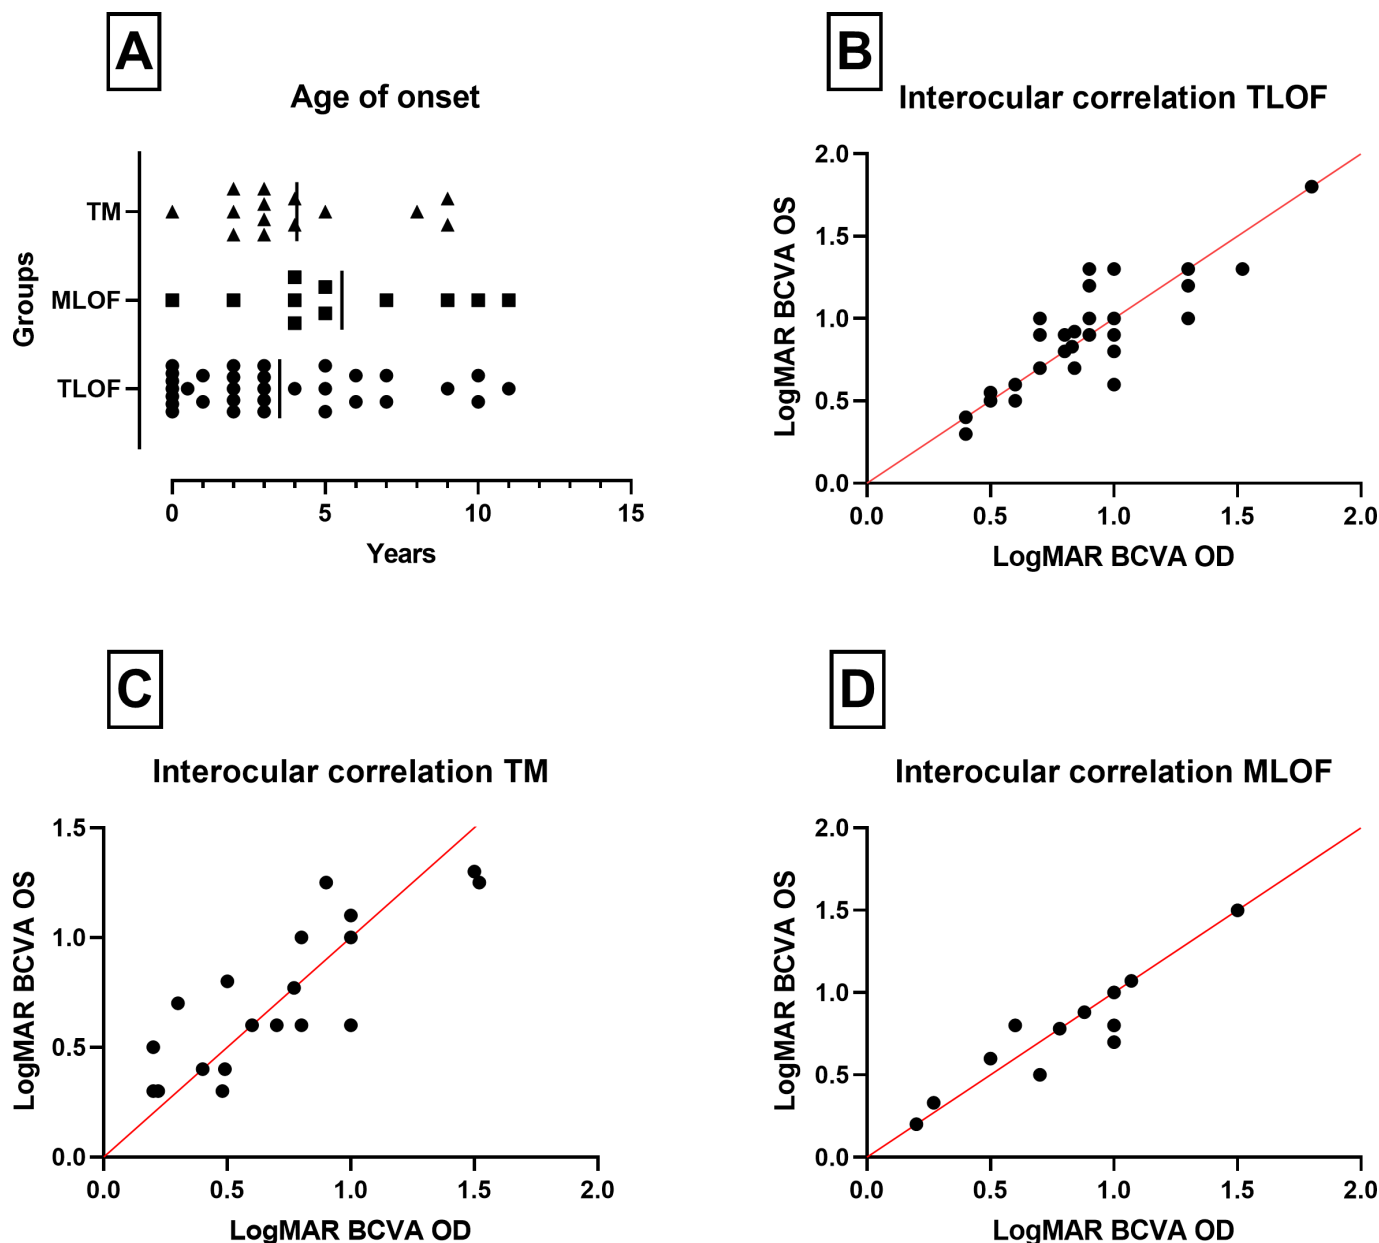 A
Age of onset
TM
MLOF
TLOF
Groups
0 5 10 15
Years
B
Interocular correlation TLOF
2.0
1.5
1.0
0.5
0.0
LogMAR BCVA OS
0.0 0.5 1.0 1.5 2.0
LogMAR BCVA OD
C
Interocular correlation TM
1.5
1.0
0.5
0.0
LogMAR BCVA OS
0.0 0.5 1.0 1.5 2.0
LogMAR BCVA OD
D
Interocular correlation MLOF
2.0
1.5
1.0
0.5
0.0
LogMAR BCVA OS
0.0 0.5 1.0 1.5 2.0
LogMAR BCVA OD